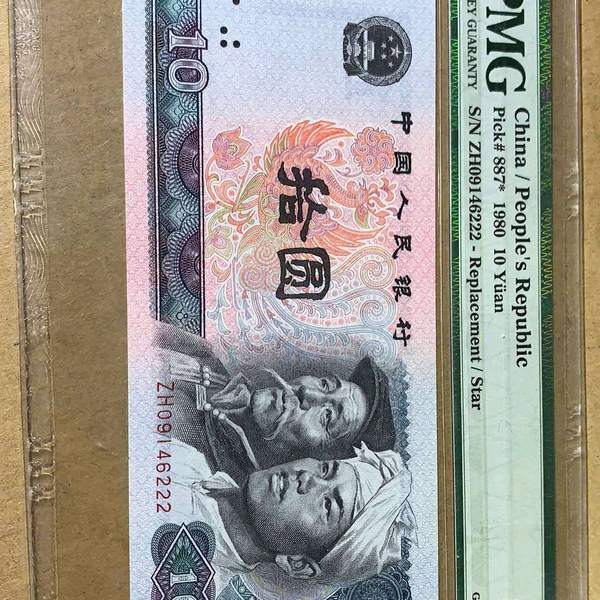 PMG
EY GUARANTY
China / People's Republic
Pick# 887* 1980 10 Yüan
S/N ZH09146222 - Replacement / Star
中国人民银行
拾圆
10
ZH09146222
10